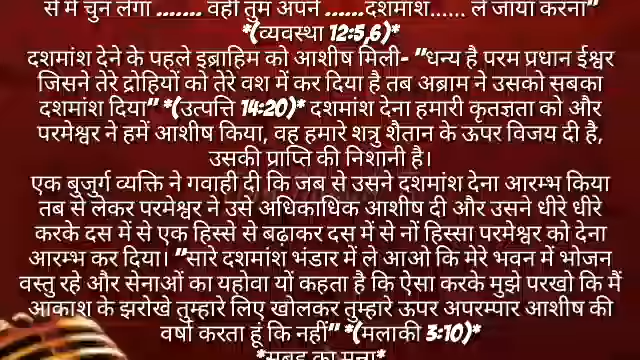 से में चुन लेगा ....... वहीं तुम अपने ......दशमांश...... ले जाया करना"
*(व्यवस्था 12:5,6)*
दशमांश देने के पहले इब्राहिम को आशीष मिली- "धन्य है परम प्रधान ईश्वर
जिसने तेरे द्रोहियों को तेरे वश में कर दिया है तब अब्राम ने उसको सबका
दशमांश दिया" *(उत्पत्ति 14:20)* दशमांश देना हमारी कृतज्ञता को और
परमेश्वर ने हमें आशीष किया, वह हमारे शत्रु शैतान के ऊपर विजय दी है,
उसकी प्राप्ति की निशानी है।
एक बुजुर्ग व्यक्ति ने गवाही दी कि जब से उसने दशमांश देना आरम्भ किया
तब से लेकर परमेश्वर ने उसे अधिकाधिक आशीष दी और उसने धीरे धीरे
करके दस में से एक हिस्से से बढ़ाकर दस में से नों हिस्सा परमेश्वर को देना
आरम्भ कर दिया। "सारे दशमांश भंडार में ले आओ कि मेरे भवन में भोजन
वस्तु रहे और सेनाओं का यहोवा यों कहता है कि ऐसा करके मुझे परखो कि मैं
आकाश के झरोखे तुम्हारे लिए खोलकर तुम्हारे ऊपर अपरम्पार आशीष की
वर्षा करता हूं कि नहीं" *(मलाकी 3:10)*
*सुबह का मन्ना*